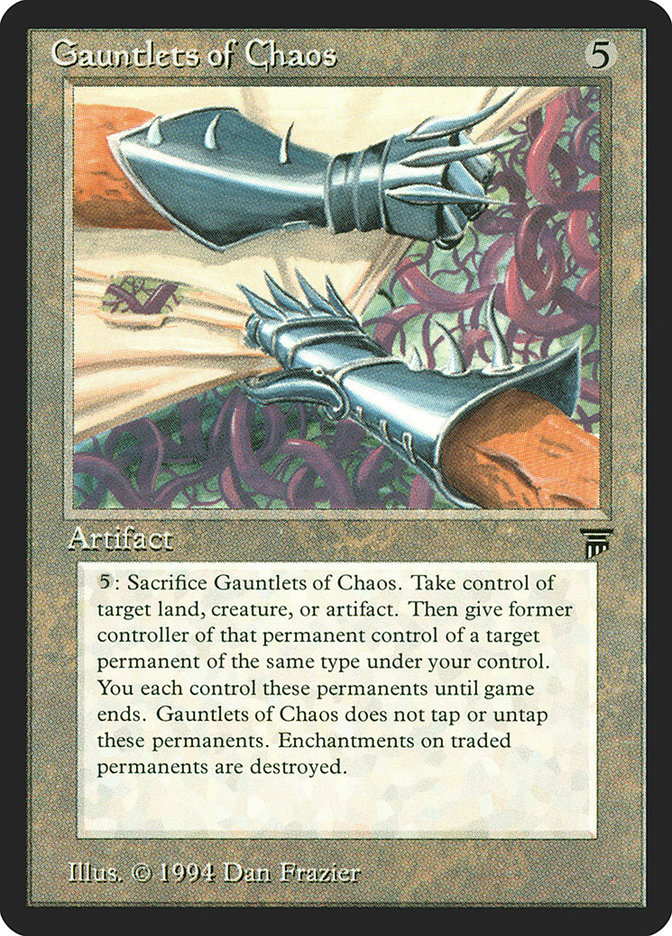 Gauntlets of Chaos 5
Artifact
5: Sacrifice Gauntlets of Chaos. Take control of
target land, creature, or artifact. Then give former
controller of that permanent control of a target
permanent of the same type under your control.
You each control these permanents until game
ends. Gauntlets of Chaos does not tap or untap
these permanents. Enchantments on traded
permanents are destroyed.
Illus. © 1994 Dan Frazier